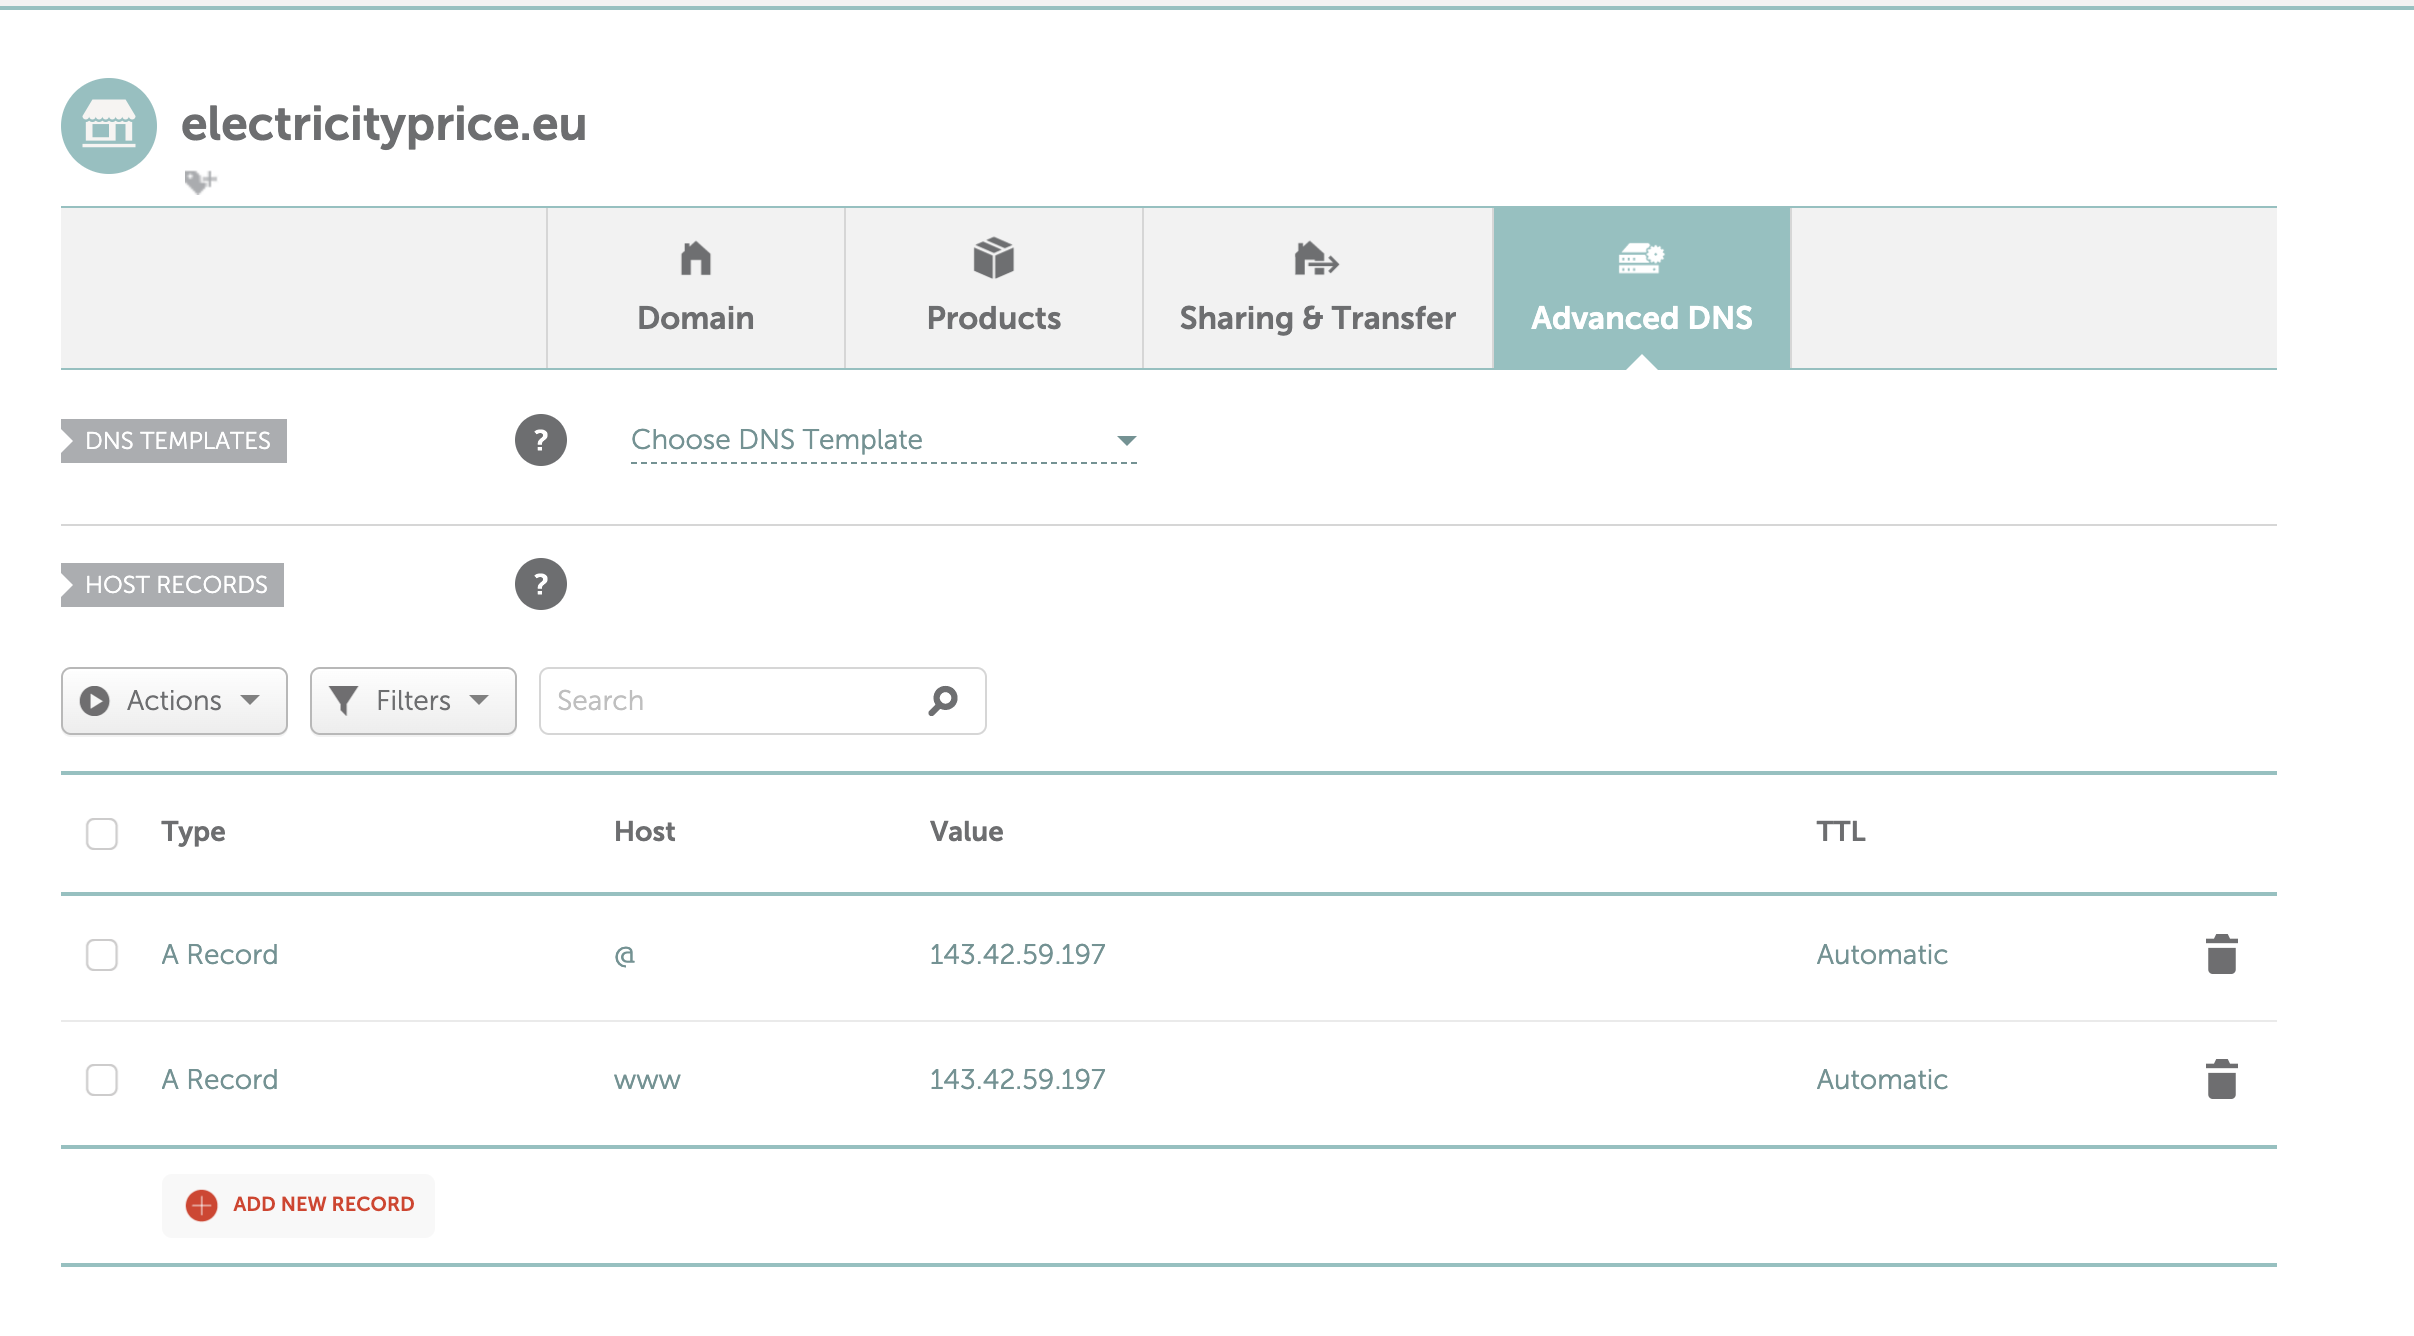 electricityprice.eu
Domain
Products
Sharing & Transfer
Advanced DNS
DNS TEMPLATES
?
Choose DNS Template
HOST RECORDS
?
Actions
Filters
Search
Type Host Value TTL
A Record @ 143.42.59.197 Automatic
A Record www 143.42.59.197 Automatic
ADD NEW RECORD